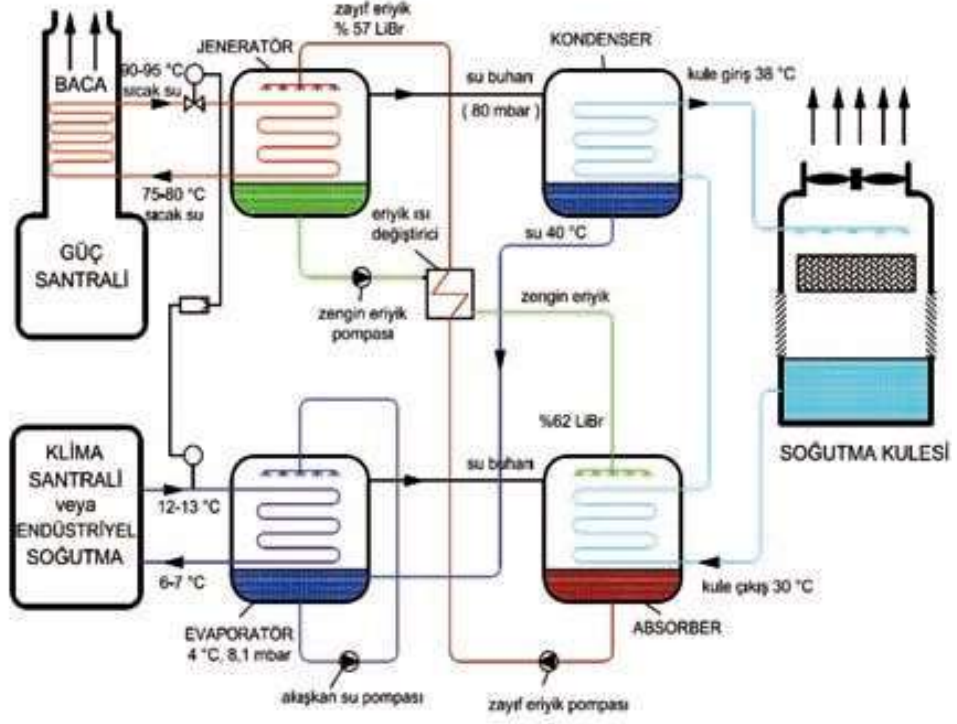 zayıf eriyik
% 57 LiBr
JENERATÖR
KONDENSER
BACA
90-95 °C
sıcak su
su buharı
( 80 mbar )
kule giriş 38 °C
75-80 °C
sıcak su
eriyik ısı
değiştirici
su 40 °C
GÜÇ
SANTRALİ
zengin eriyik
pompası
zengin eriyik
%62 LiBr
SOĞUTMA KULESİ
KLİMA
SANTRALİ
veya
ENDÜSTRİYEL
SOĞUTMA
12-13 °C
su buharı
6-7 °C
kule çıkış 30 °C
EVAPORATÖR
4 °C, 8,1 mbar
ABSORBER
akışkan su pompası
zayıf eriyik pompası